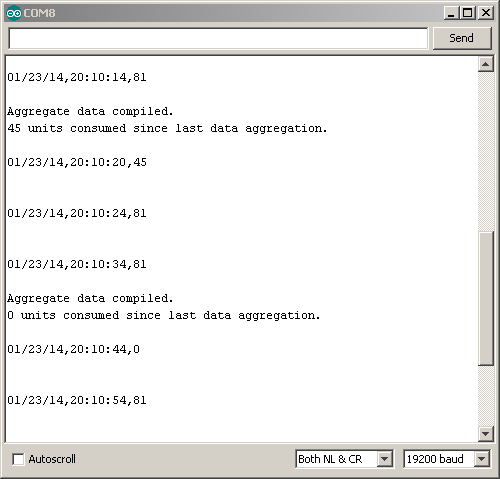 COM8
Send
01/23/14,20:10:14,81
Aggregate data compiled.
45 units consumed since last data aggregation.
01/23/14,20:10:20,45
01/23/14,20:10:24,81
01/23/14,20:10:34,81
Aggregate data compiled.
0 units consumed since last data aggregation.
01/23/14,20:10:44,0
01/23/14,20:10:54,81
Autoscroll
Both NL & CR
19200 baud